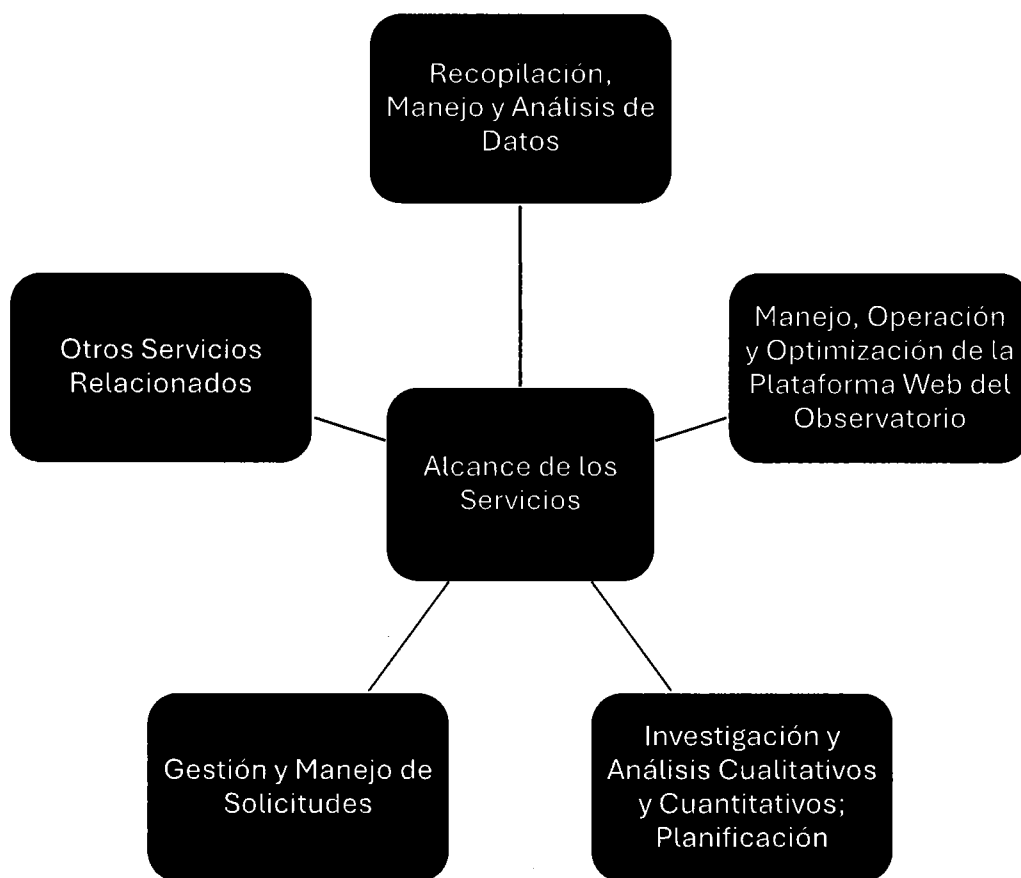 Recopilación,
Manejo y Análisis de
Datos
Otros Servicios
Relacionados
Manejo, Operación
y Optimización de la
Plataforma Web del
Observatorio
Alcance de los
Servicios
Gestión y Manejo de
Solicitudes
Investigación y
Análisis Cualitativos
y Cuantitativos;
Planificación